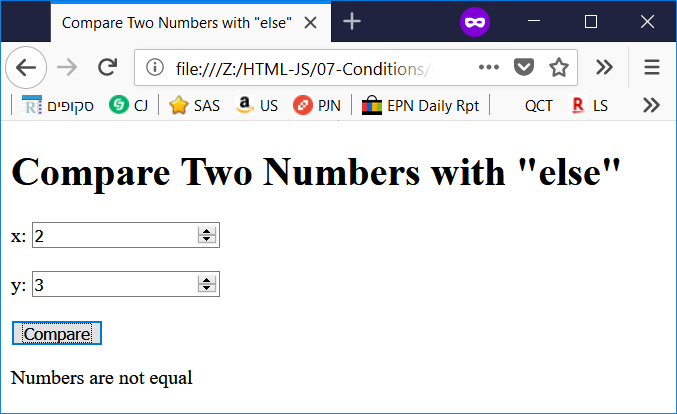 Compare Two Numbers with "else"
file:///Z:/HTML-JS/07-Conditions/
סקופים CJ SAS US PJN EPN Daily Rpt QCT LS
Compare Two Numbers with "else"
x: 2
y: 3
Compare
Numbers are not equal